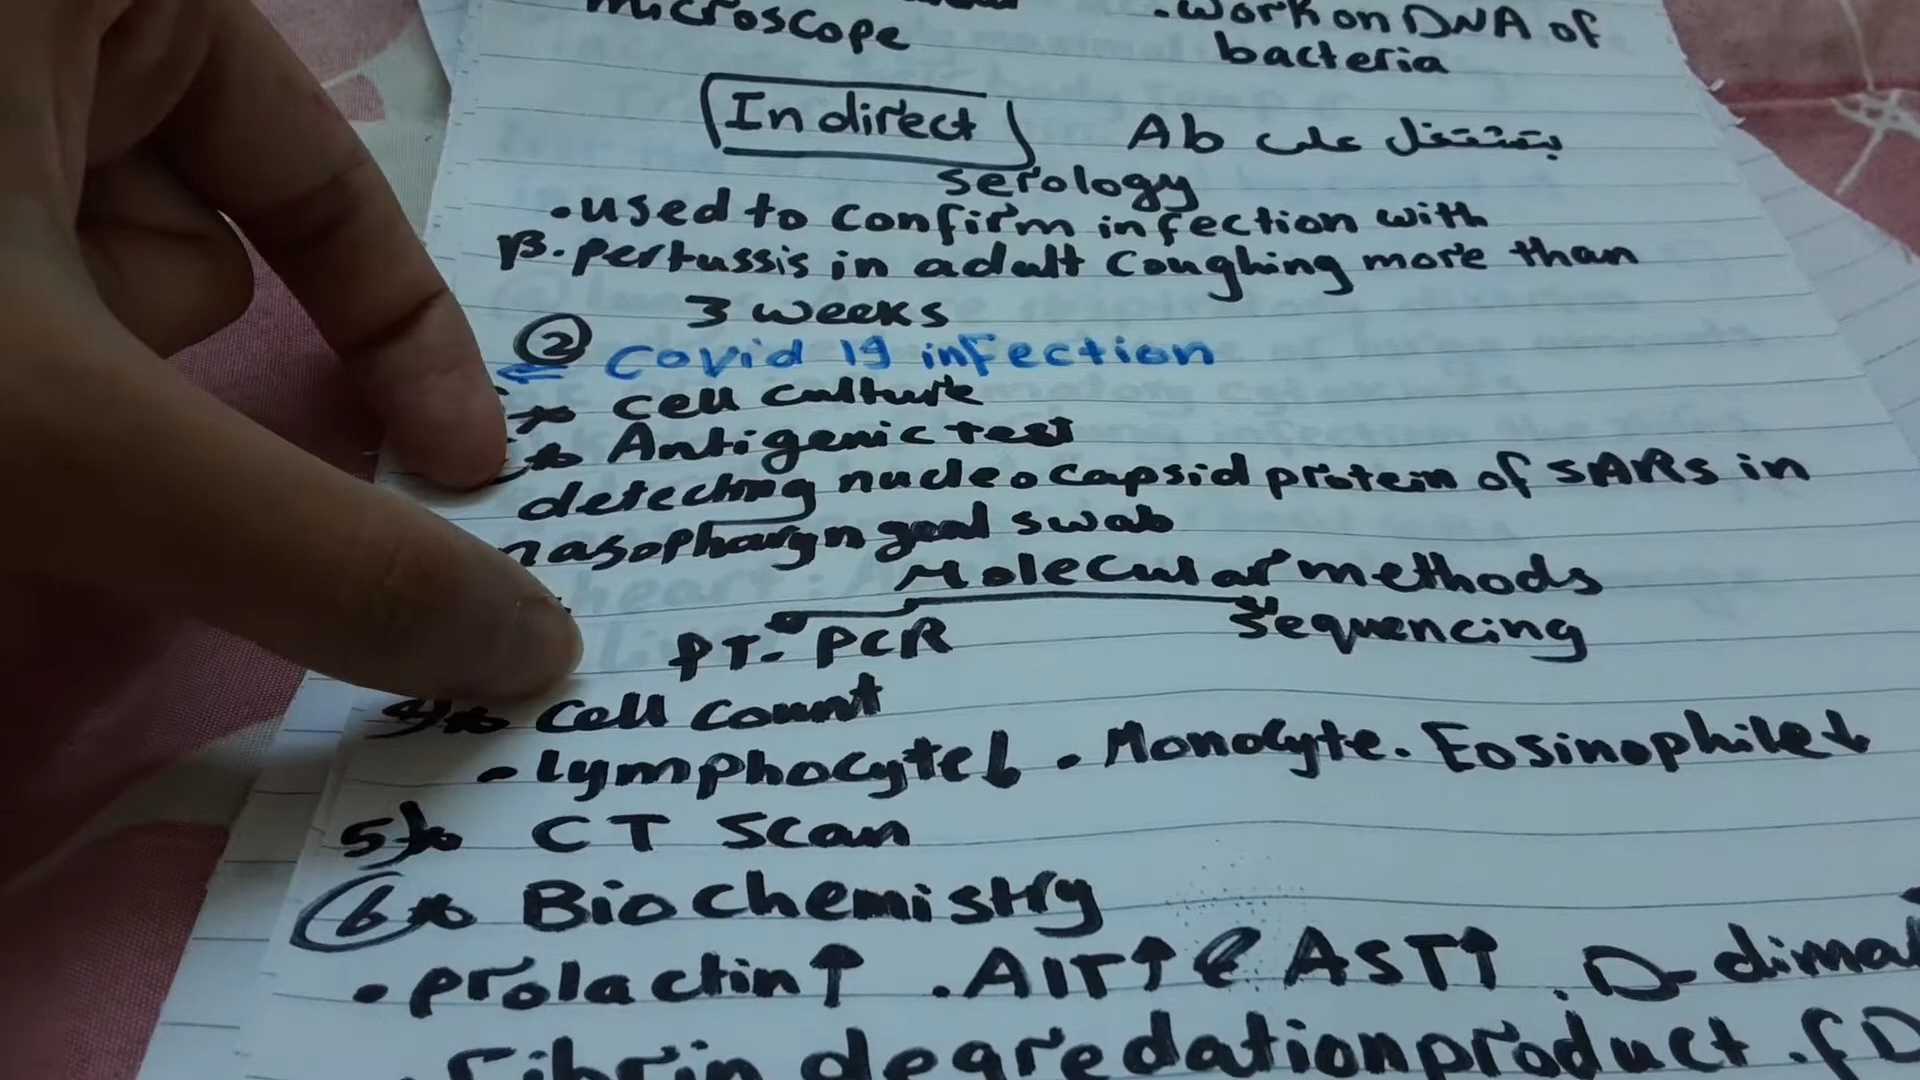 microscope
.work on DNA of
bacteria
Indirect
Ab بتشتغل على
serology
.used to confirm infection with
B.pertussis in adult coughing more than
3 weeks
② Covid 19 infection
cell culture
Antigenic test
detecting nucleocapsid protein of SARs in
nasopharyngeal swab
Molecular methods
PT-PCR
Sequencing
4) cell count
.Lymphocyte↓ .Monocyte.Eosinophile↓
5) CT Scan
6 Biochemistry
.prolactin↑ .AlT↑ & AST↑ .D-dima
.Fibrin degredation product .FD